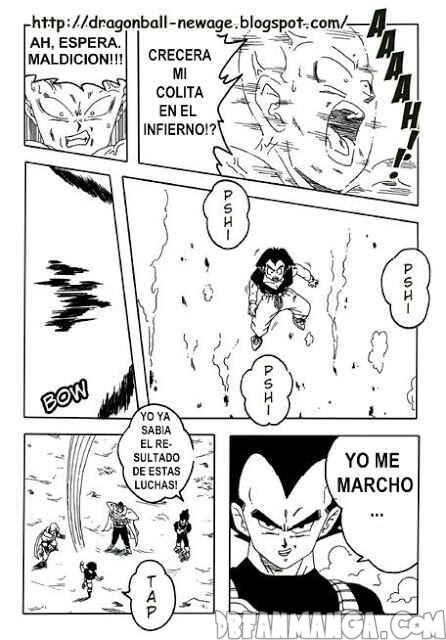 http://dragonball-newage.blogspot.com/
AH, ESPERA.
MALDICION!!!
CRECERA
MI
COLITA
EN EL
INFIERNO!?
AAAAH!!
PSHI
PSHI
PSHI
BOW
YO YA
SABIA
EL RE-
SULTADO
DE ESTAS
LUCHAS!
TAP
YO ME
MARCHO
...
DBFANMANGA.COM